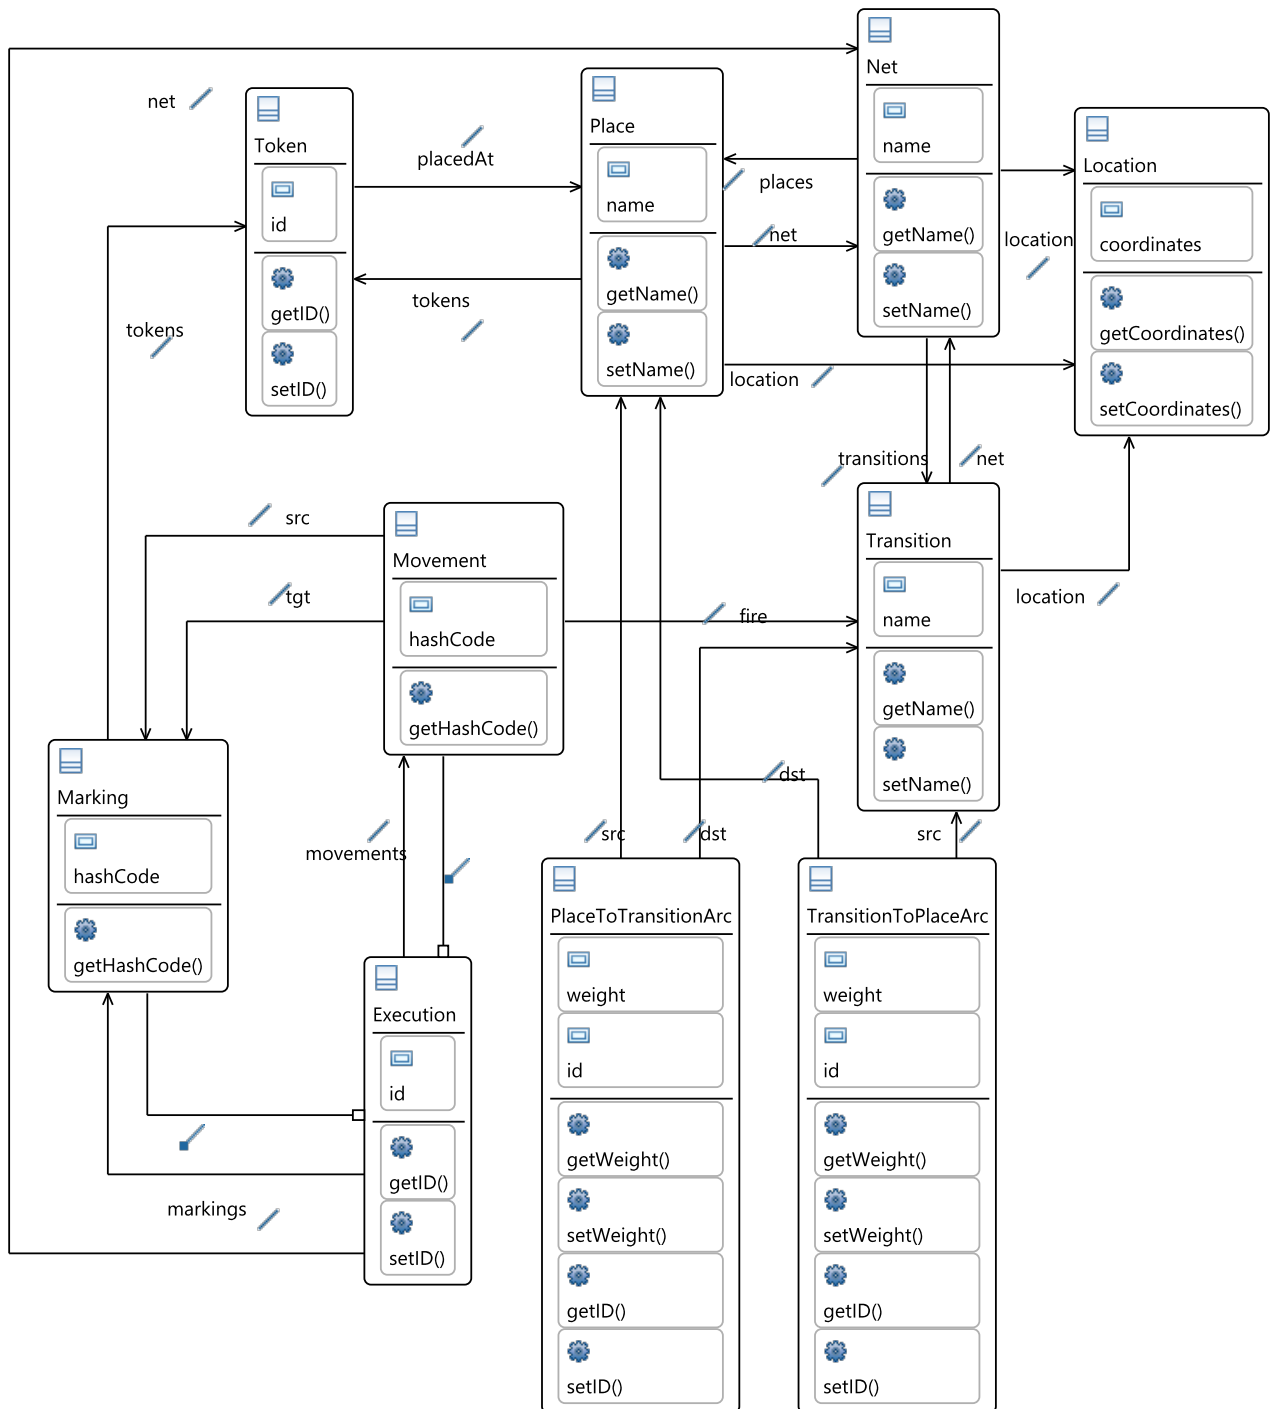 Net
name
getName()
setName()
net
Token
id
getID()
setID()
placedAt
tokens
Place
name
getName()
setName()
places
net
location
Location
coordinates
getCoordinates()
setCoordinates()
location
tokens
transitions
net
Transition
name
getName()
setName()
location
src
tgt
Movement
hashCode
getHashCode()
fire
Marking
hashCode
getHashCode()
movements
src
dst
dst
src
Execution
id
getID()
setID()
markings
PlaceToTransitionArc
weight
id
getWeight()
setWeight()
getID()
setID()
TransitionToPlaceArc
weight
id
getWeight()
setWeight()
getID()
setID()